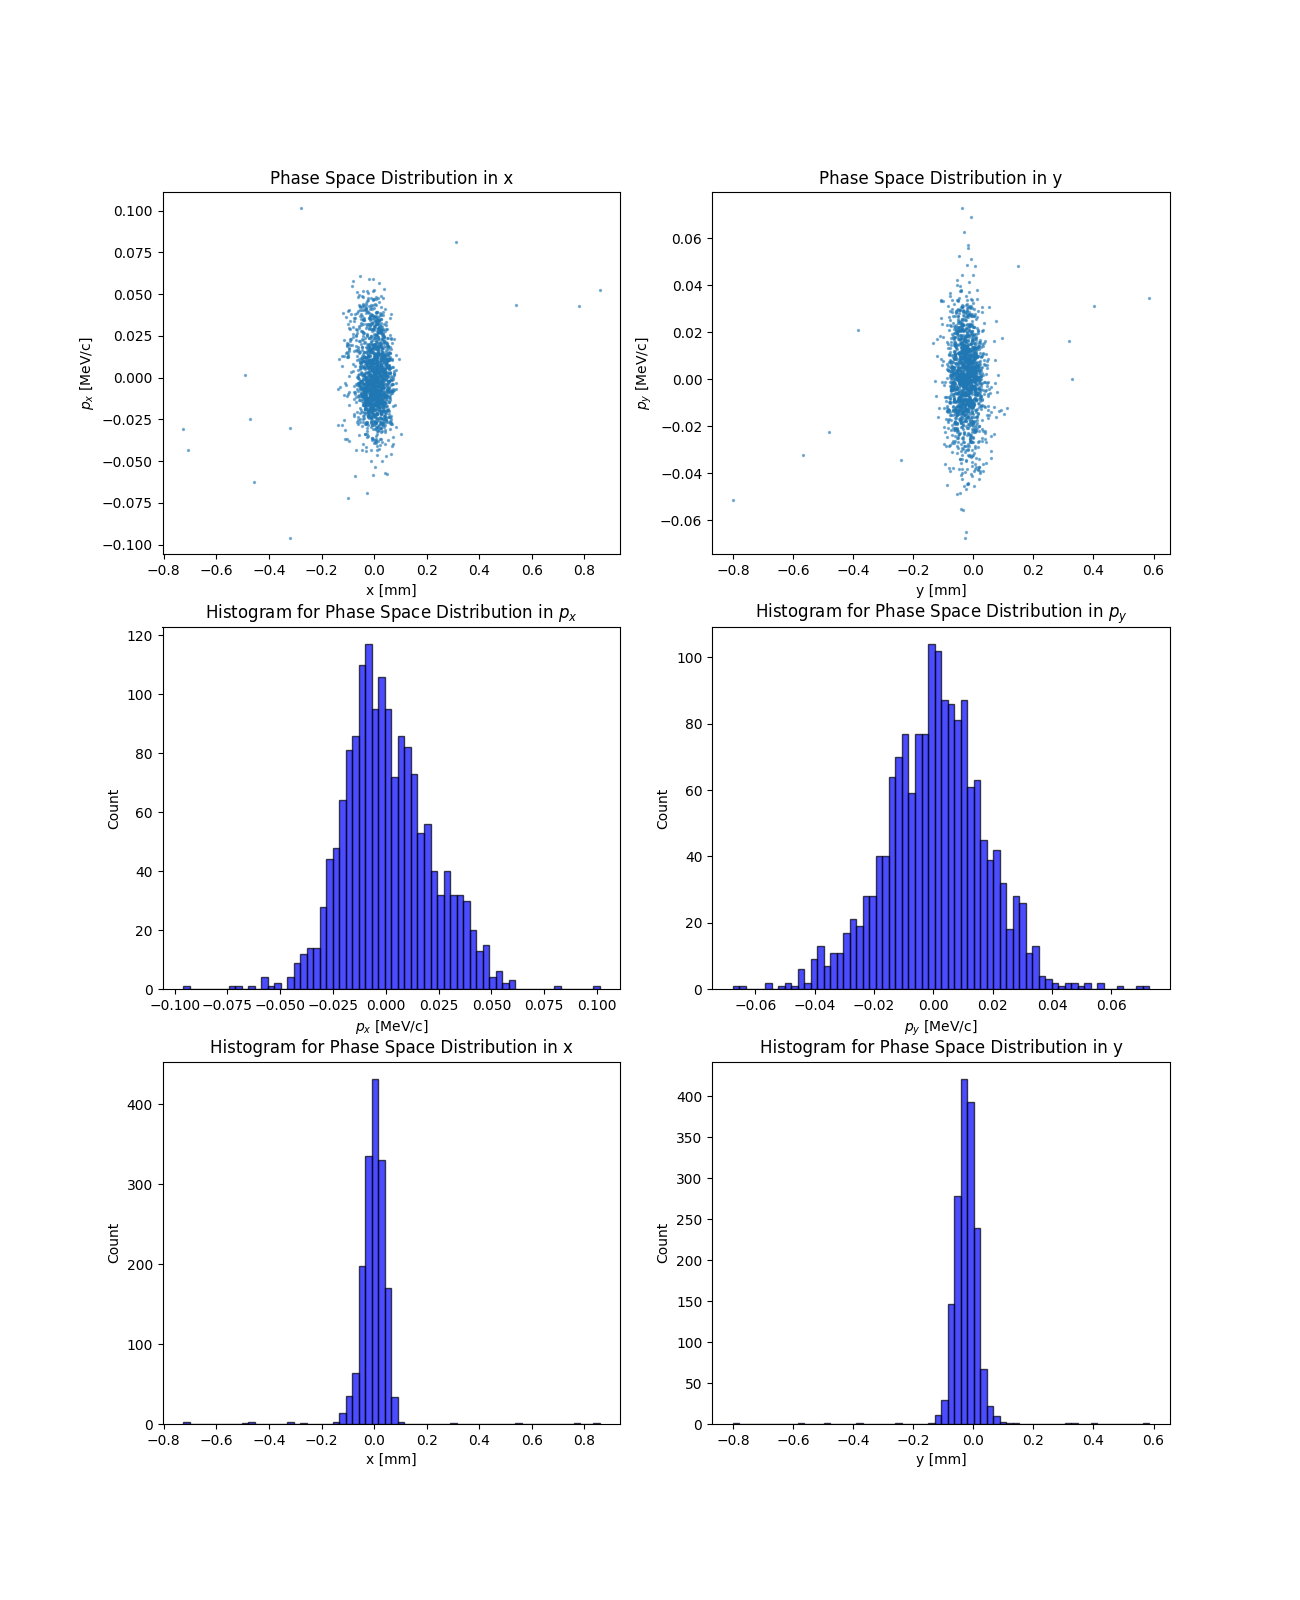 Phase Space Distribution in x
0.100
0.075
0.050
0.025
0.000
−0.025
−0.050
−0.075
−0.100
p_x [MeV/c]
−0.8 −0.6 −0.4 −0.2 0.0 0.2 0.4 0.6 0.8
x [mm]
Phase Space Distribution in y
0.06
0.04
0.02
0.00
−0.02
−0.04
−0.06
p_y [MeV/c]
−0.8 −0.6 −0.4 −0.2 0.0 0.2 0.4 0.6
y [mm]
Histogram for Phase Space Distribution in p_x
120
100
80
60
40
20
0
Count
−0.100 −0.075 −0.050 −0.025 0.000 0.025 0.050 0.075 0.100
p_x [MeV/c]
Histogram for Phase Space Distribution in p_y
100
80
60
40
20
0
Count
−0.06 −0.04 −0.02 0.00 0.02 0.04 0.06
p_y [MeV/c]
Histogram for Phase Space Distribution in x
400
300
200
100
0
Count
−0.8 −0.6 −0.4 −0.2 0.0 0.2 0.4 0.6 0.8
x [mm]
Histogram for Phase Space Distribution in y
400
350
300
250
200
150
100
50
0
Count
−0.8 −0.6 −0.4 −0.2 0.0 0.2 0.4 0.6
y [mm]